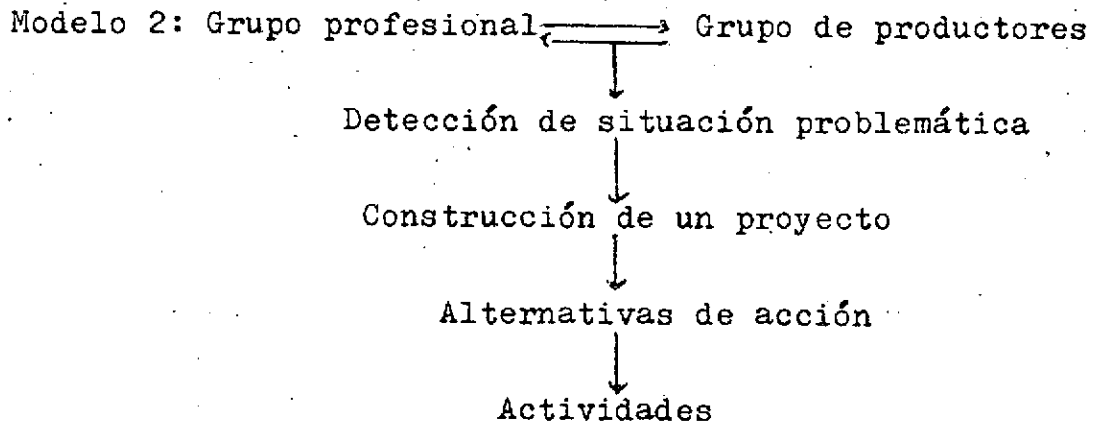 Modelo 2: Grupo profesional Grupo de productores
Detección de situación problemática
Construcción de un proyecto
Alternativas de acción
Actividades